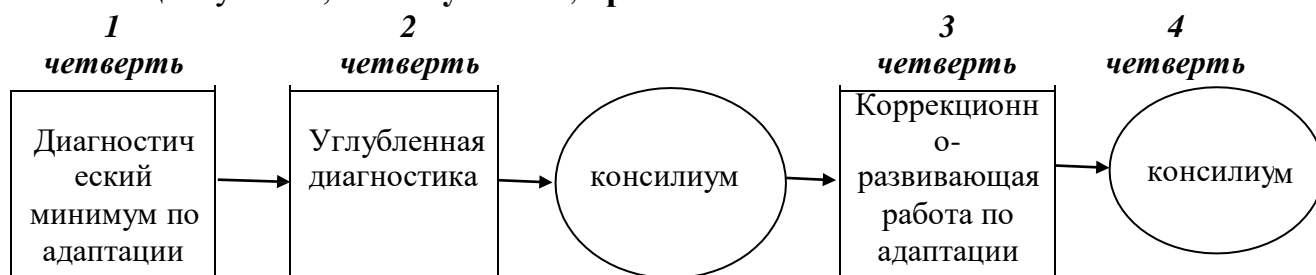 1
четверть
2
четверть
3
четверть
4
четверть
Диагностич
еский
минимум по
адаптации
Углубленная
диагностика
консилиум
Коррекционн
о-
развивающая
работа по
адаптации
консилиум